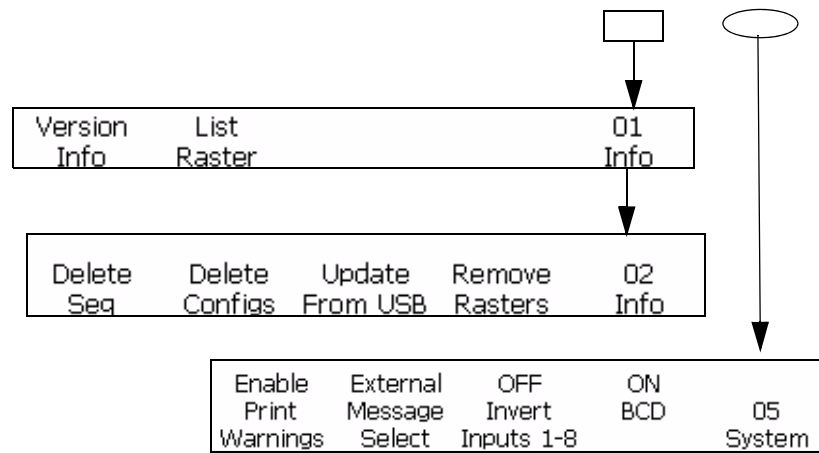 Version List 01
Info Raster Info
Delete Delete Update Remove 02
Seq Configs From USB Rasters Info
Enable External OFF ON
Print Message Invert BCD 05
Warnings Select Inputs 1-8 System